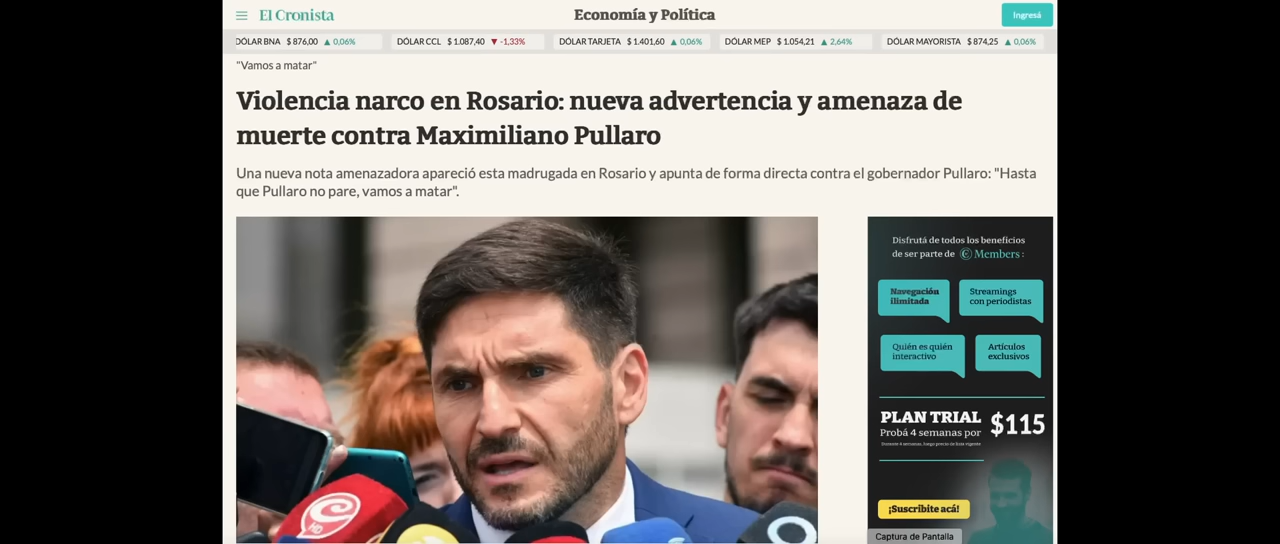 El Cronista
Economía y Política
Ingresá
DÓLAR BNA $ 876,00 ▲ 0,06%
DÓLAR CCL $ 1.087,40 ▼ -1,33%
DÓLAR TARJETA $ 1.401,60 ▲ 0,06%
DÓLAR MEP $ 1.054,21 ▲ 2,64%
DÓLAR MAYORISTA $ 874,25 ▲ 0,06%
"Vamos a matar"
Violencia narco en Rosario: nueva advertencia y amenaza de
muerte contra Maximiliano Pullaro
Una nueva nota amenazadora apareció esta madrugada en Rosario y apunta de forma directa contra el gobernador Pullaro: "Hasta
que Pullaro no pare, vamos a matar".
HD
Disfrutá de todos los beneficios
de ser parte de Members :
Navegación
ilimitada
Streamings
con periodistas
Quién es quién
interactivo
Artículos
exclusivos
PLAN TRIAL
Probá 4 semanas por
$115
¡Suscribite acá!
Captura de Pantalla